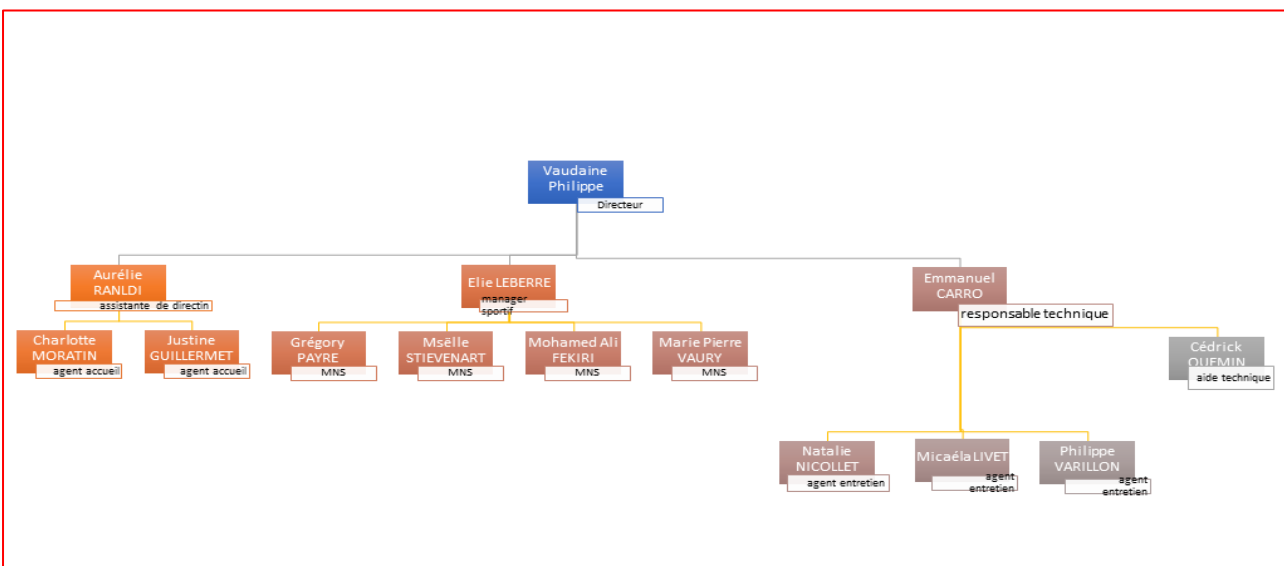 Vaudaine
Philippe
Directeur
Aurélie
RANLDI
assistante de directin
Elie LEBERRE
manager
sportif
Emmanuel
CARRO
responsable technique
Charlotte
MORATIN
agent accueil
Justine
GUILLERMET
agent accueil
Grégory
PAYRE
MNS
Msëlle
STIEVENART
MNS
Mohamed Ali
FEKIRI
MNS
Marie Pierre
VAURY
MNS
Cédrick
QUEMIN
aide technique
Natalie
NICOLLET
agent entretien
Micaéla LIVET
agent
entretien
Philippe
VARILLON
agent
entretien